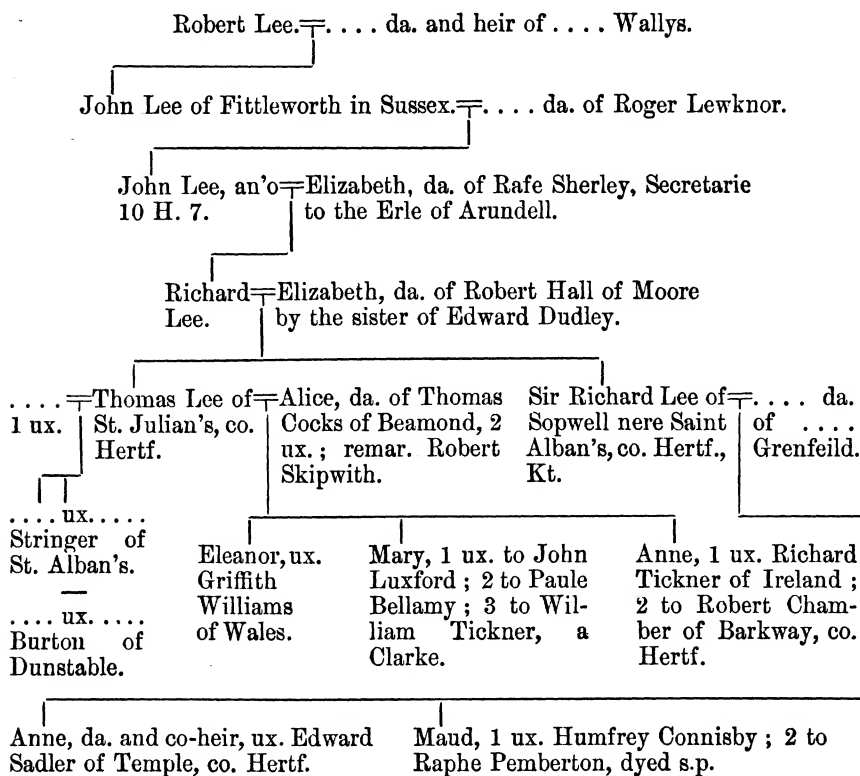 Robert Lee.=. . . . da. and heir of . . . . Wallys.
John Lee of Fittleworth in Sussex.=. . . . da. of Roger Lewknor.
John Lee, an'o=Elizabeth, da. of Rafe Sherley, Secretarie
10 H. 7. to the Erle of Arundell.
Richard=Elizabeth, da. of Robert Hall of Moore
Lee. by the sister of Edward Dudley.
. . . .=Thomas Lee of=Alice, da. of Thomas
1 ux. St. Julian's, co. Cocks of Beamond, 2
Hertf. ux. ; remar. Robert
Skipwith.
Sir Richard Lee of=. . . . da.
Sopwell nere Saint of . . . .
Alban's, co. Hertf., Grenfeild.
Kt.
. . . . ux. . . . .
Stringer of
St. Alban's.
—
. . . . ux. . . . .
Burton of
Dunstable.
Eleanor, ux.
Griffith
Williams
of Wales.
Mary, 1 ux. to John
Luxford ; 2 to Paule
Bellamy ; 3 to Wil-
liam Tickner, a
Clarke.
Anne, 1 ux. Richard
Tickner of Ireland ;
2 to Robert Cham-
ber of Barkway, co.
Hertf.
Anne, da. and co-heir, ux. Edward
Sadler of Temple, co. Hertf.
Maud, 1 ux. Humfrey Connisby ; 2 to
Raphe Pemberton, dyed s.p.